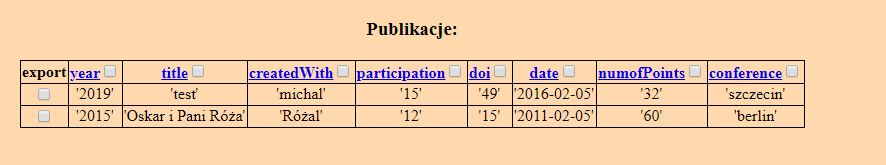 Publikacje:
export year title createdWith participation doi date numofPoints conference
'2019' 'test' 'michal' '15' '49' '2016-02-05' '32' 'szczecin'
'2015' 'Oskar i Pani Róża' 'Różal' '12' '15' '2011-02-05' '60' 'berlin'